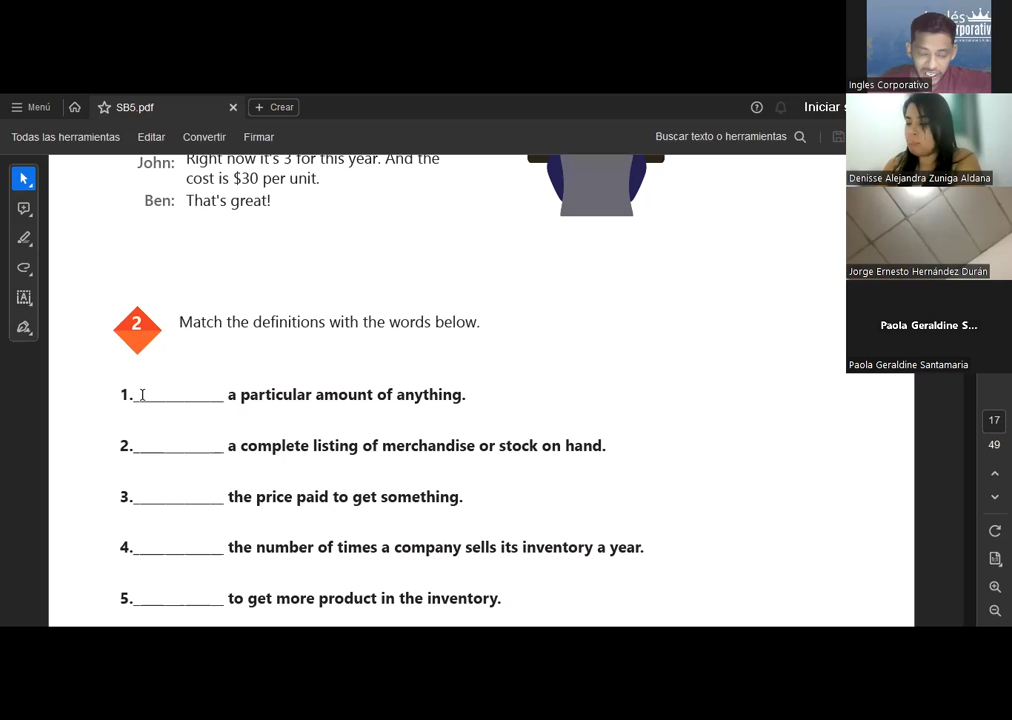 Menú
SB5.pdf
Crear
Iniciar s
Todas las herramientas
Editar
Convertir
Firmar
Buscar texto o herramientas
John: Right now it's 3 for this year. And the
cost is $30 per unit.
Ben: That's great!
2 Match the definitions with the words below.
1.__________ a particular amount of anything.
2.__________ a complete listing of merchandise or stock on hand.
3.__________ the price paid to get something.
4.__________ the number of times a company sells its inventory a year.
5.__________ to get more product in the inventory.
17
49
Ingles Corporativo
Denisse Alejandra Zuniga Aldana
Jorge Ernesto Hernández Durán
Paola Geraldine S...
Paola Geraldine Santamaria